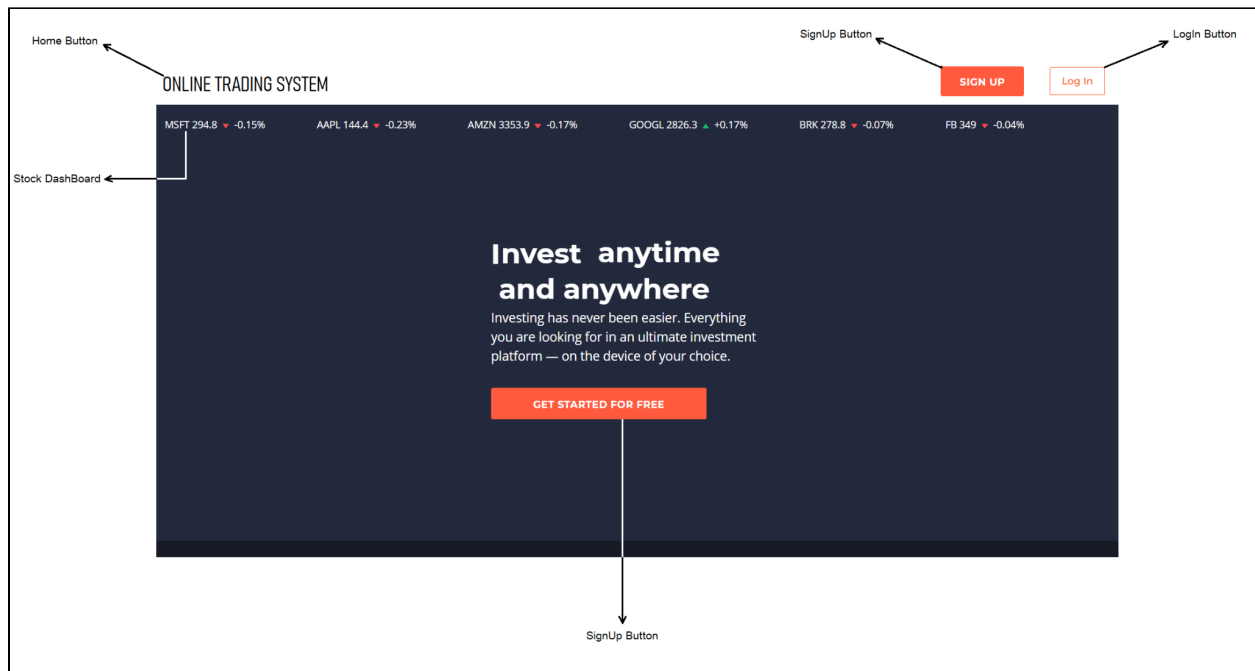 SignUp Button
LogIn Button
Home Button
ONLINE TRADING SYSTEM
SIGN UP
Log In
MSFT 294.8 ▼ -0.15% AAPL 144.4 ▼ -0.23% AMZN 3353.9 ▼ -0.17% GOOGL 2826.3 ▲ +0.17% BRK 278.8 ▼ -0.07% FB 349 ▼ -0.04%
Stock DashBoard
Invest anytime
and anywhere
Investing has never been easier. Everything
you are looking for in an ultimate investment
platform — on the device of your choice.
GET STARTED FOR FREE
SignUp Button